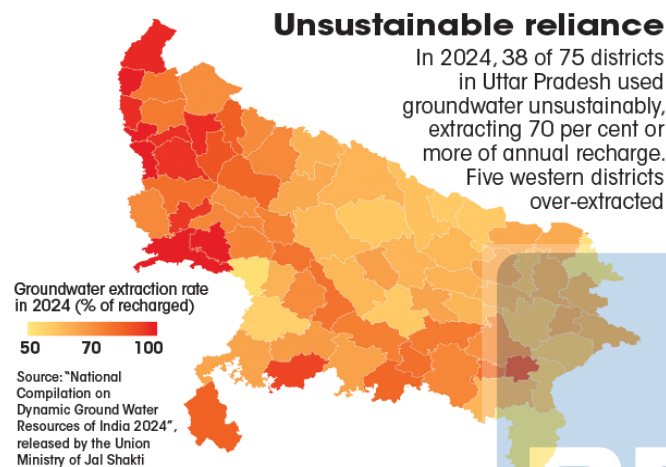 Unsustainable reliance
In 2024, 38 of 75 districts
in Uttar Pradesh used
groundwater unsustainably,
extracting 70 per cent or
more of annual recharge.
Five western districts
over-extracted
Groundwater extraction rate
in 2024 (% of recharged)
50 70 100
Source: "National
Compilation on
Dynamic Ground Water
Resources of India 2024",
released by the Union
Ministry of Jal Shakti